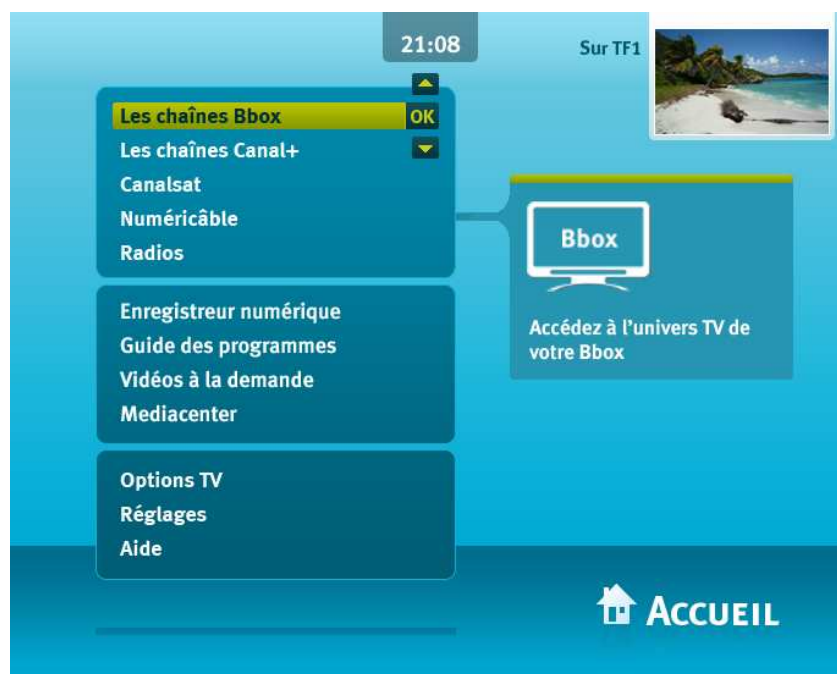 21:08
Sur TF1
Les chaînes Bbox
OK
Les chaînes Canal+
Canalsat
Numéricâble
Radios
Bbox
Accédez à l'univers TV de
votre Bbox
Enregistreur numérique
Guide des programmes
Vidéos à la demande
Mediacenter
Options TV
Réglages
Aide
Accueil